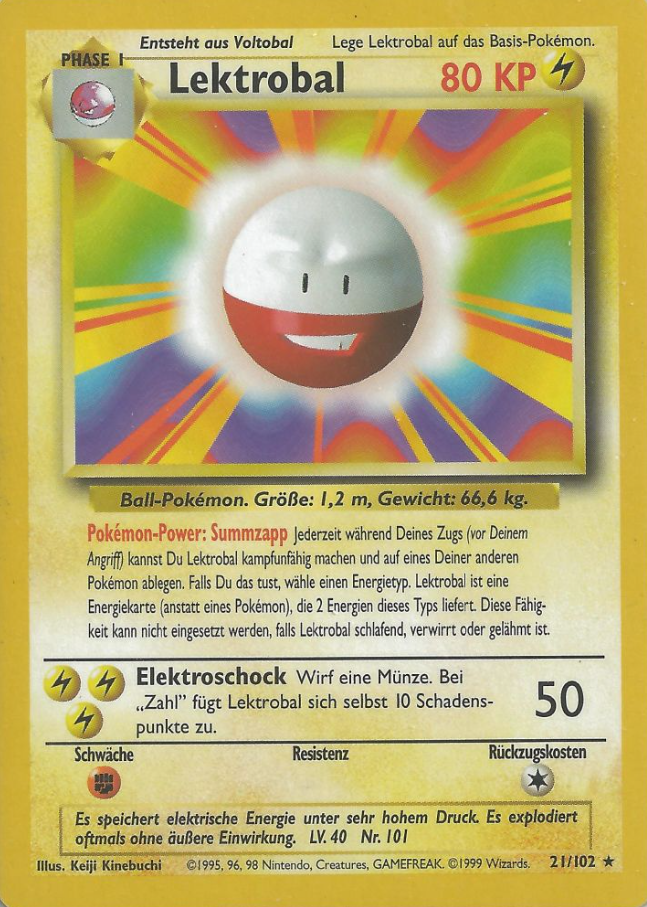 Entsteht aus Voltobal Lege Lektrobal auf das Basis-Pokémon.
PHASE 1
Lektrobal 80 KP
Ball-Pokémon. Größe: 1,2 m, Gewicht: 66,6 kg.
Pokémon-Power: Summzapp Jederzeit während Deines Zugs (vor Deinem
Angriff) kannst Du Lektrobal kampfunfähig machen und auf eines Deiner anderen
Pokémon ablegen. Falls Du das tust, wähle einen Energietyp. Lektrobal ist eine
Energiekarte (anstatt eines Pokémon), die 2 Energien dieses Typs liefert. Diese Fähig-
keit kann nicht eingesetzt werden, falls Lektrobal schlafend, verwirrt oder gelähmt ist.
Elektroschock Wirf eine Münze. Bei
„Zahl” fügt Lektrobal sich selbst 10 Schadens-
punkte zu.
50
Schwäche Resistenz Rückzugskosten
Es speichert elektrische Energie unter sehr hohem Druck. Es explodiert
oftmals ohne äußere Einwirkung. LV. 40 Nr. 101
Illus. Keiji Kinebuchi ©1995, 96, 98 Nintendo, Creatures, GAMEFREAK. ©1999 Wizards. 21/102 ★